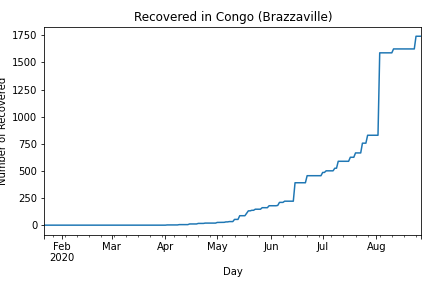 Recovered in Congo (Brazzaville)
Number of Recovered
1750
1500
1250
1000
750
500
250
0
Feb
2020
Mar
Apr
May
Jun
Jul
Aug
Day